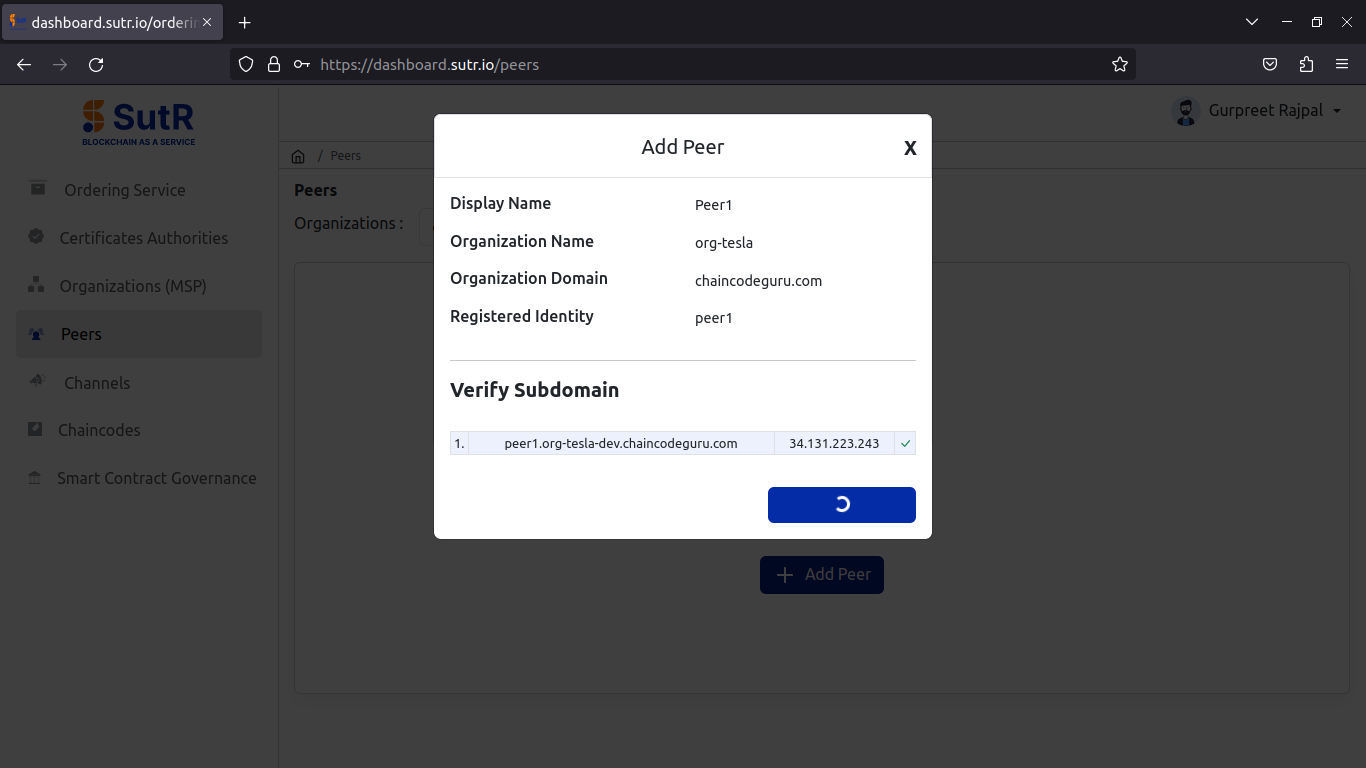 dashboard.sutr.io/orderin
https://dashboard.sutr.io/peers
SutR
BLOCKCHAIN AS A SERVICE
Gurpreet Rajpal
/ Peers
Ordering Service
Certificates Authorities
Organizations (MSP)
Peers
Channels
Chaincodes
Smart Contract Governance
Peers
Organizations :
Add Peer
X
Display Name Peer1
Organization Name org-tesla
Organization Domain chaincodeguru.com
Registered Identity peer1
Verify Subdomain
1. peer1.org-tesla-dev.chaincodeguru.com 34.131.223.243
Add Peer